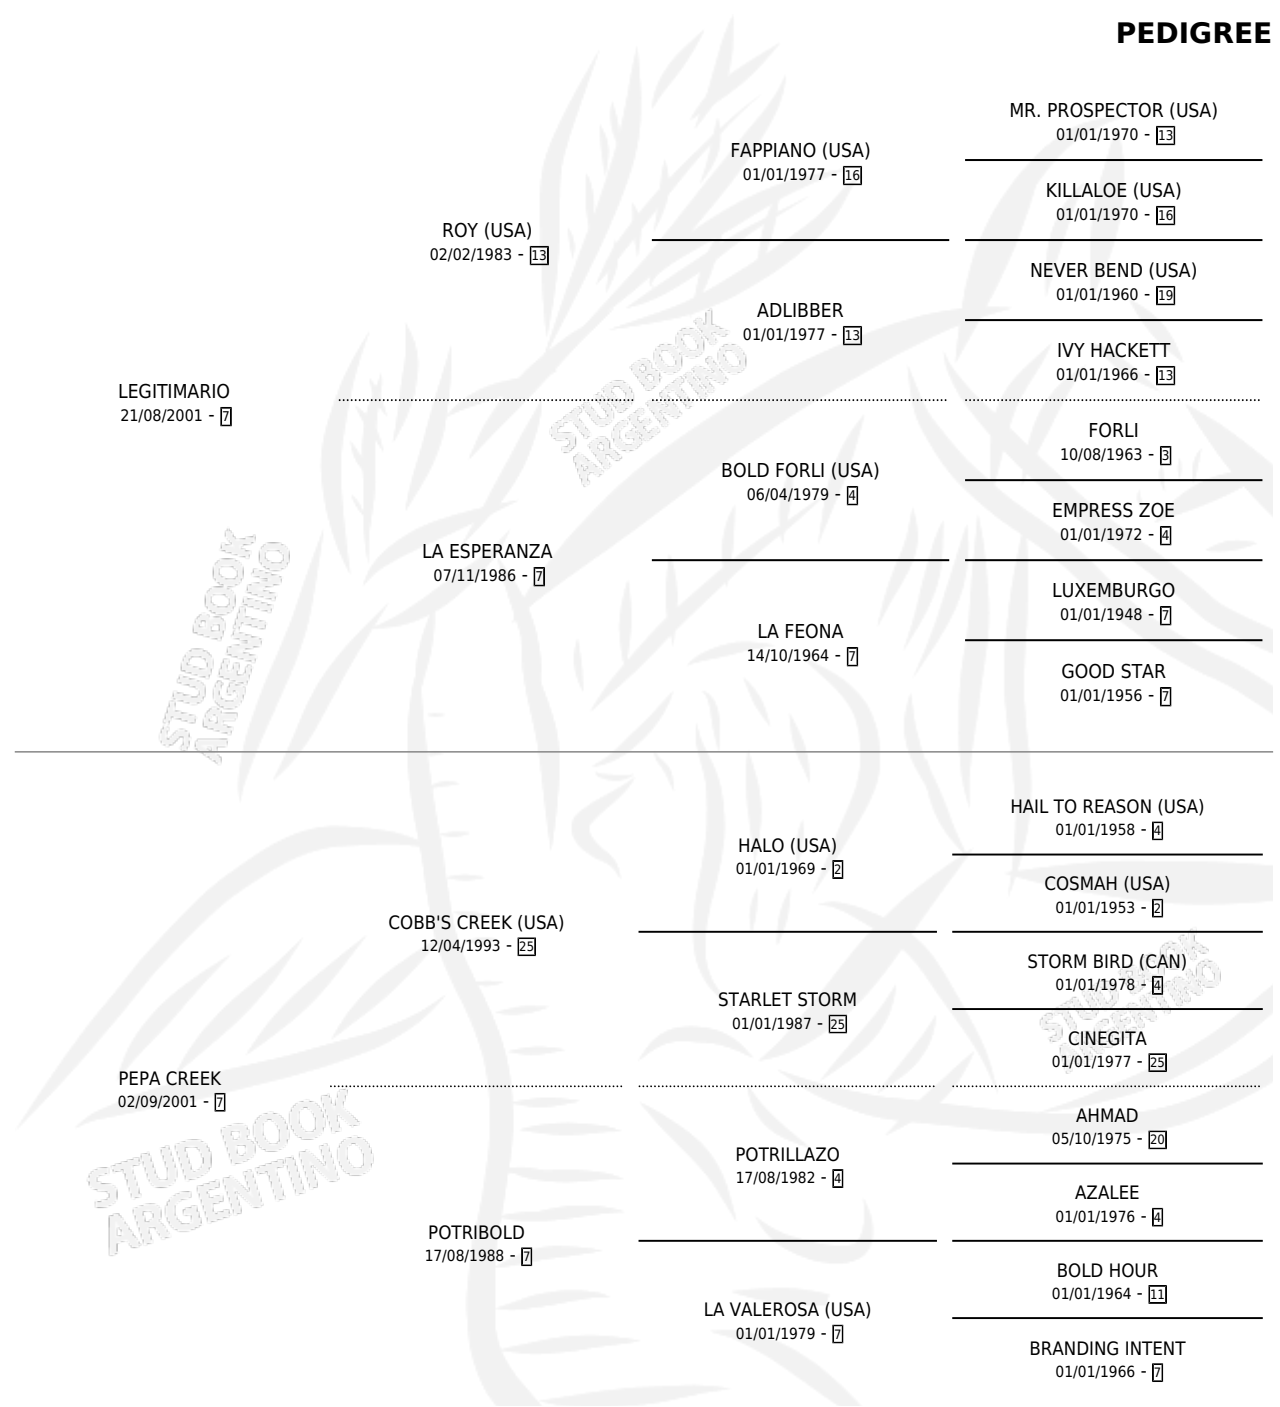 PEDIGREE
MR. PROSPECTOR (USA)
01/01/1970 - 13
FAPPIANO (USA)
01/01/1977 - 16
KILLALOE (USA)
01/01/1970 - 16
ROY (USA)
02/02/1983 - 13
NEVER BEND (USA)
01/01/1960 - 19
ADLIBBER
01/01/1977 - 13
IVY HACKETT
01/01/1966 - 13
LEGITIMARIO
21/08/2001 - 7
FORLI
10/08/1963 - 3
BOLD FORLI (USA)
06/04/1979 - 4
EMPRESS ZOE
01/01/1972 - 4
LA ESPERANZA
07/11/1986 - 7
LUXEMBURGO
01/01/1948 - 7
LA FEONA
14/10/1964 - 7
GOOD STAR
01/01/1956 - 7
STUD BOOK
ARGENTINO
STUD BOOK
ARGENTINO
HAIL TO REASON (USA)
01/01/1958 - 4
HALO (USA)
01/01/1969 - 2
COSMAH (USA)
01/01/1953 - 2
COBB'S CREEK (USA)
12/04/1993 - 25
STORM BIRD (CAN)
01/01/1978 - 4
STARLET STORM
01/01/1987 - 25
CINEGITA
01/01/1977 - 25
PEPA CREEK
02/09/2001 - 7
AHMAD
05/10/1975 - 20
POTRILLAZO
17/08/1982 - 4
AZALEE
01/01/1976 - 4
POTRIBOLD
17/08/1988 - 7
BOLD HOUR
01/01/1964 - 11
LA VALEROSA (USA)
01/01/1979 - 7
BRANDING INTENT
01/01/1966 - 7
STUD BOOK
ARGENTINO
STUD BOOK
ARGENTINO